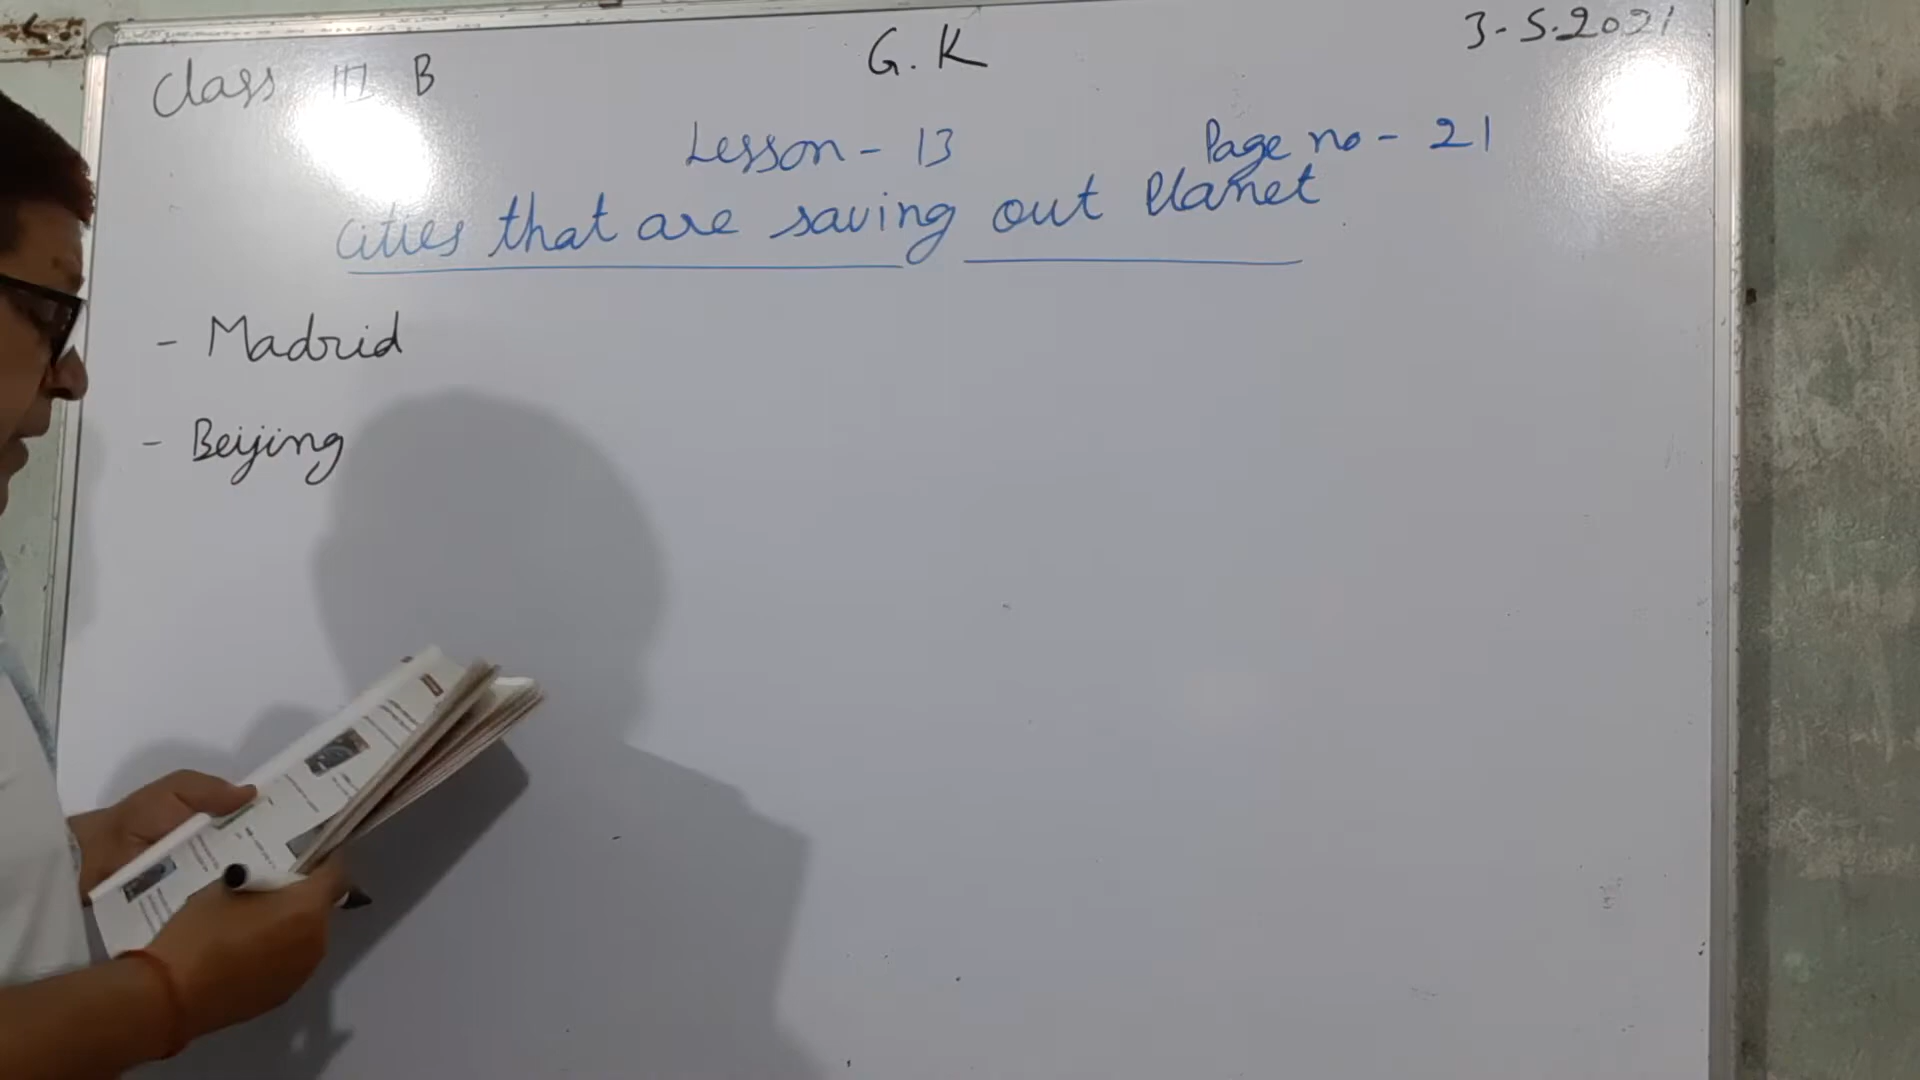 Class III B
G.K
3-5.2021
Lesson - 13
Page no - 21
Cities that are saving out Planet
- Madrid
- Beijing